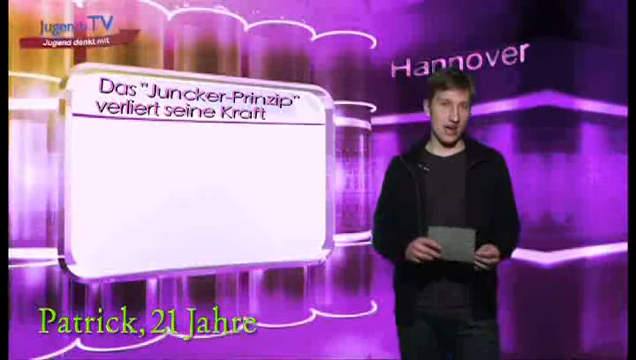 Jugend TV
Jugend denkt mit
Hannover
Das "Juncker-Prinzip"
verliert seine Kraft
Patrick, 21 Jahre